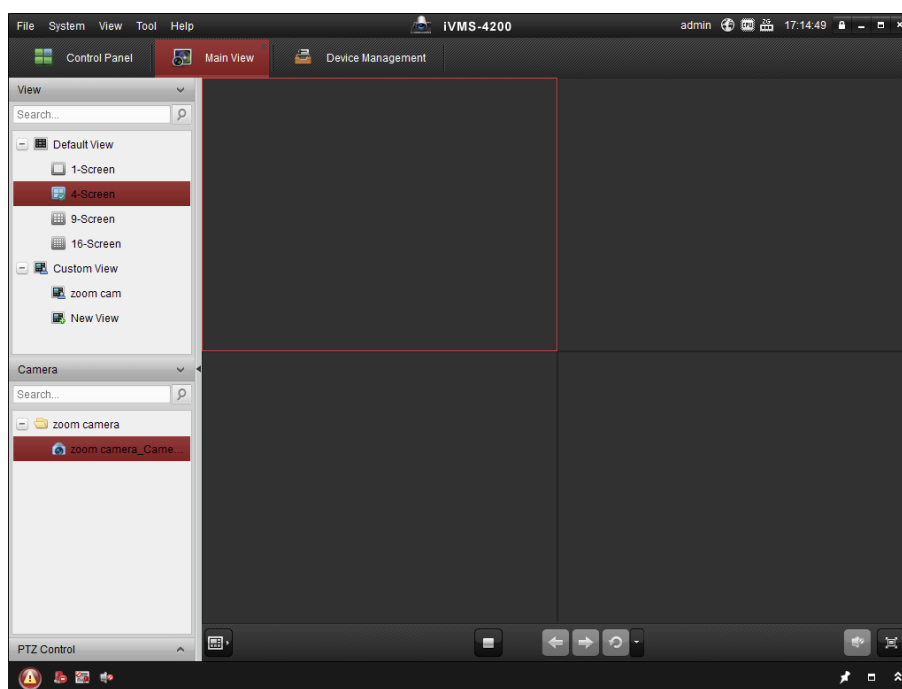 File System View Tool Help iVMS-4200 admin CPU 2G 17:14:49
Control Panel Main View Device Management
View
Search...
Default View
1-Screen
4-Screen
9-Screen
16-Screen
Custom View
zoom cam
New View
Camera
Search...
zoom camera
zoom camera_Came...
PTZ Control